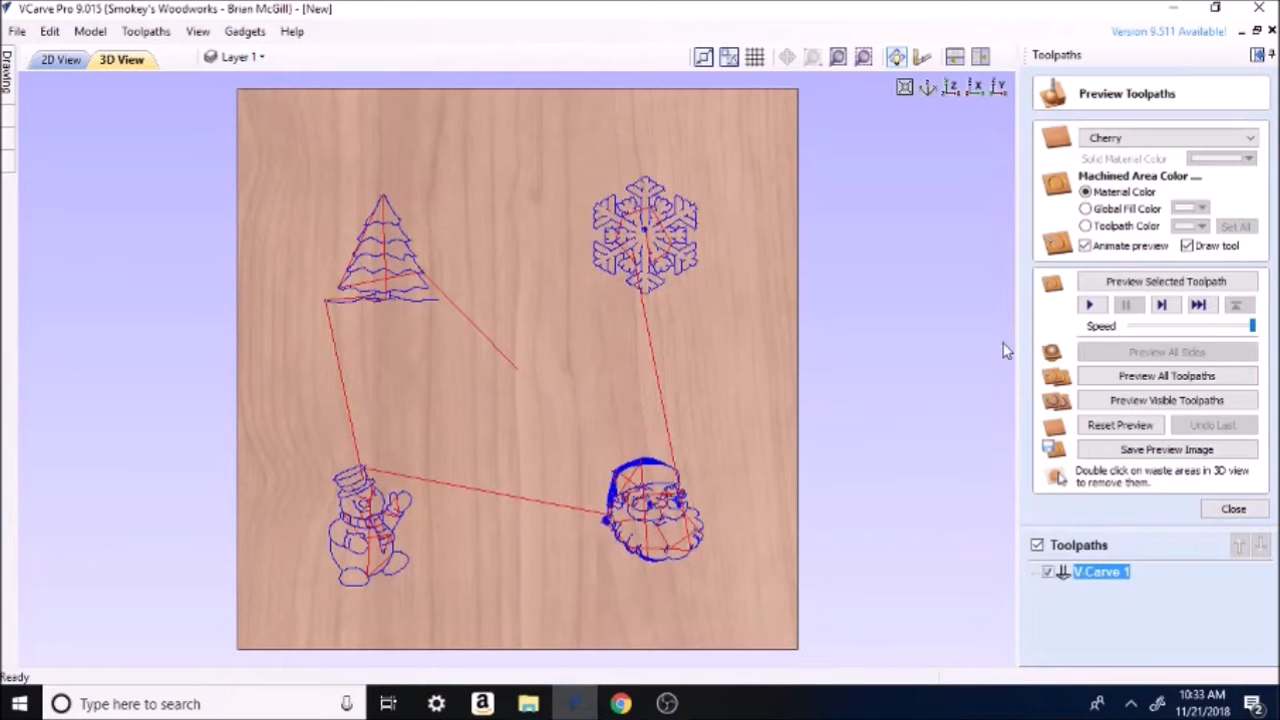 VCarve Pro 9.015 (Smokey's Woodworks - Brian McGill) - [New]
File Edit Model Toolpaths View Gadgets Help
Version 9.511 Available!
Drawing
2D View 3D View Layer 1
Toolpaths
Preview Toolpaths
Cherry
Solid Material Color
Machined Area Color ....
Material Color
Global Fill Color
Toolpath Color Set All
Animate preview Draw tool
Preview Selected Toolpath
Speed
Preview All Sides
Preview All Toolpaths
Preview Visible Toolpaths
Reset Preview Undo Last
Save Preview Image
Double click on waste areas in 3D view
to remove them.
Close
Toolpaths
V-Carve 1
Ready
Type here to search
10:33 AM
11/21/2018
2